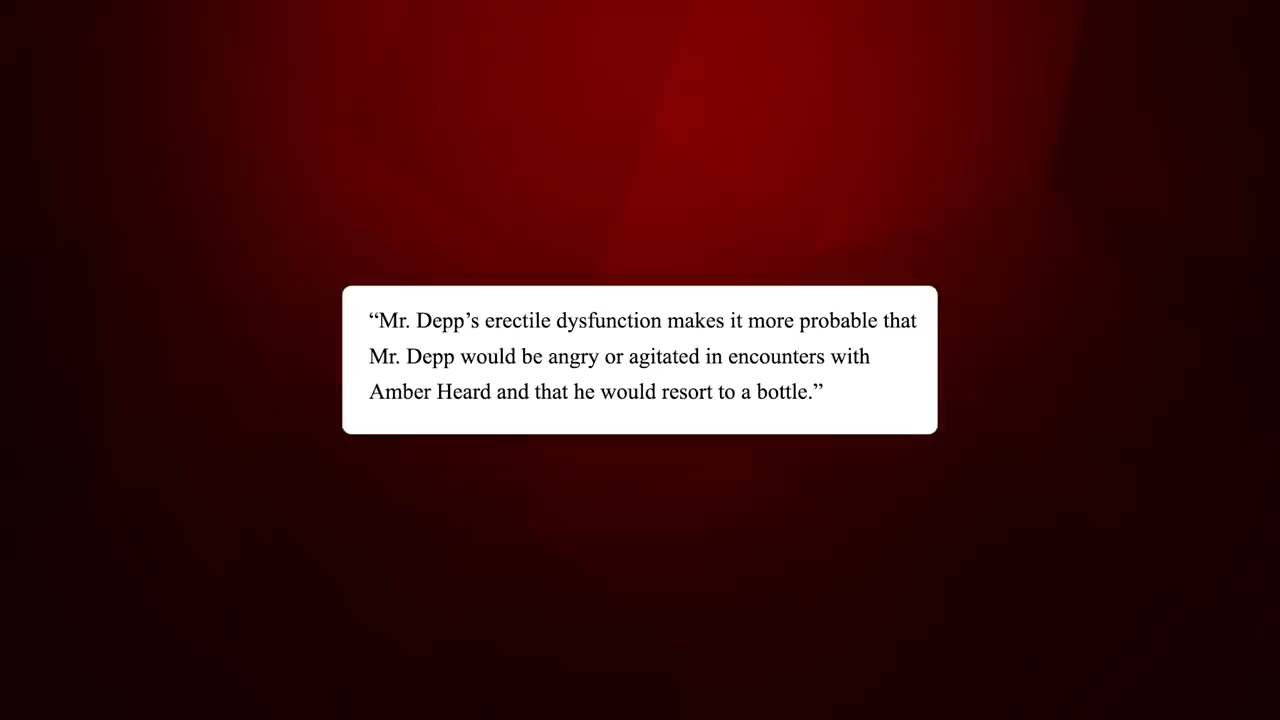 “Mr. Depp’s erectile dysfunction makes it more probable that
Mr. Depp would be angry or agitated in encounters with
Amber Heard and that he would resort to a bottle.”